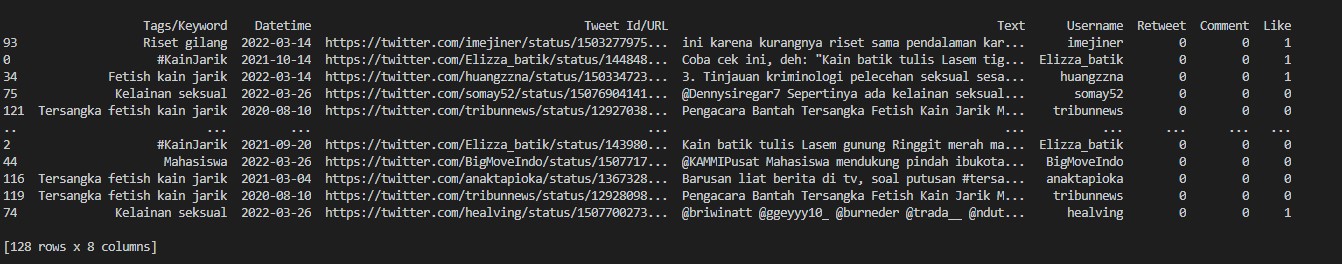 Tags/Keyword Datetime Tweet Id/URL Text Username Retweet Comment Like
93 Riset gilang 2022-03-14 https://twitter.com/imejiner/status/1503277975... ini karena kurangnya riset sama pendalaman kar... imejiner 0 0 1
0 #KainJarik 2021-10-14 https://twitter.com/Elizza_batik/status/144848... Coba cek ini, deh: "Kain batik tulis Lasem tig... Elizza_batik 0 0 1
34 Fetish kain jarik 2022-03-14 https://twitter.com/huangzzna/status/150334723... 3. Tinjauan kriminologi pelecehan seksual sesa... huangzzna 0 0 1
75 Kelainan seksual 2022-03-26 https://twitter.com/somay52/status/15076904141... @Dennysiregar7 Sepertinya ada kelainan seksual... somay52 0 0 0
121 Tersangka fetish kain jarik 2020-08-10 https://twitter.com/tribunnews/status/12927038... Pengacara Bantah Tersangka Fetish Kain Jarik M... tribunnews 0 0 0
.. ... ... ... ... ... ... ... ...
2 #KainJarik 2021-09-20 https://twitter.com/Elizza_batik/status/143980... Kain batik tulis Lasem gunung Ringgit merah ma... Elizza_batik 0 0 0
44 Mahasiswa 2022-03-26 https://twitter.com/BigMoveIndo/status/1507717... @KAMMIPusat Mahasiswa mendukung pindah ibukota... BigMoveIndo 0 0 0
116 Tersangka fetish kain jarik 2021-03-04 https://twitter.com/anaktapioka/status/1367328... Barusan liat berita di tv, soal putusan #tersa... anaktapioka 0 0 0
119 Tersangka fetish kain jarik 2020-08-10 https://twitter.com/tribunnews/status/12928098... Pengacara Bantah Tersangka Fetish Kain Jarik M... tribunnews 0 0 0
74 Kelainan seksual 2022-03-26 https://twitter.com/healving/status/1507700273... @briwinatt @ggeyyy10_ @burneder @trada__ @ndut... healving 0 0 1
[128 rows x 8 columns]